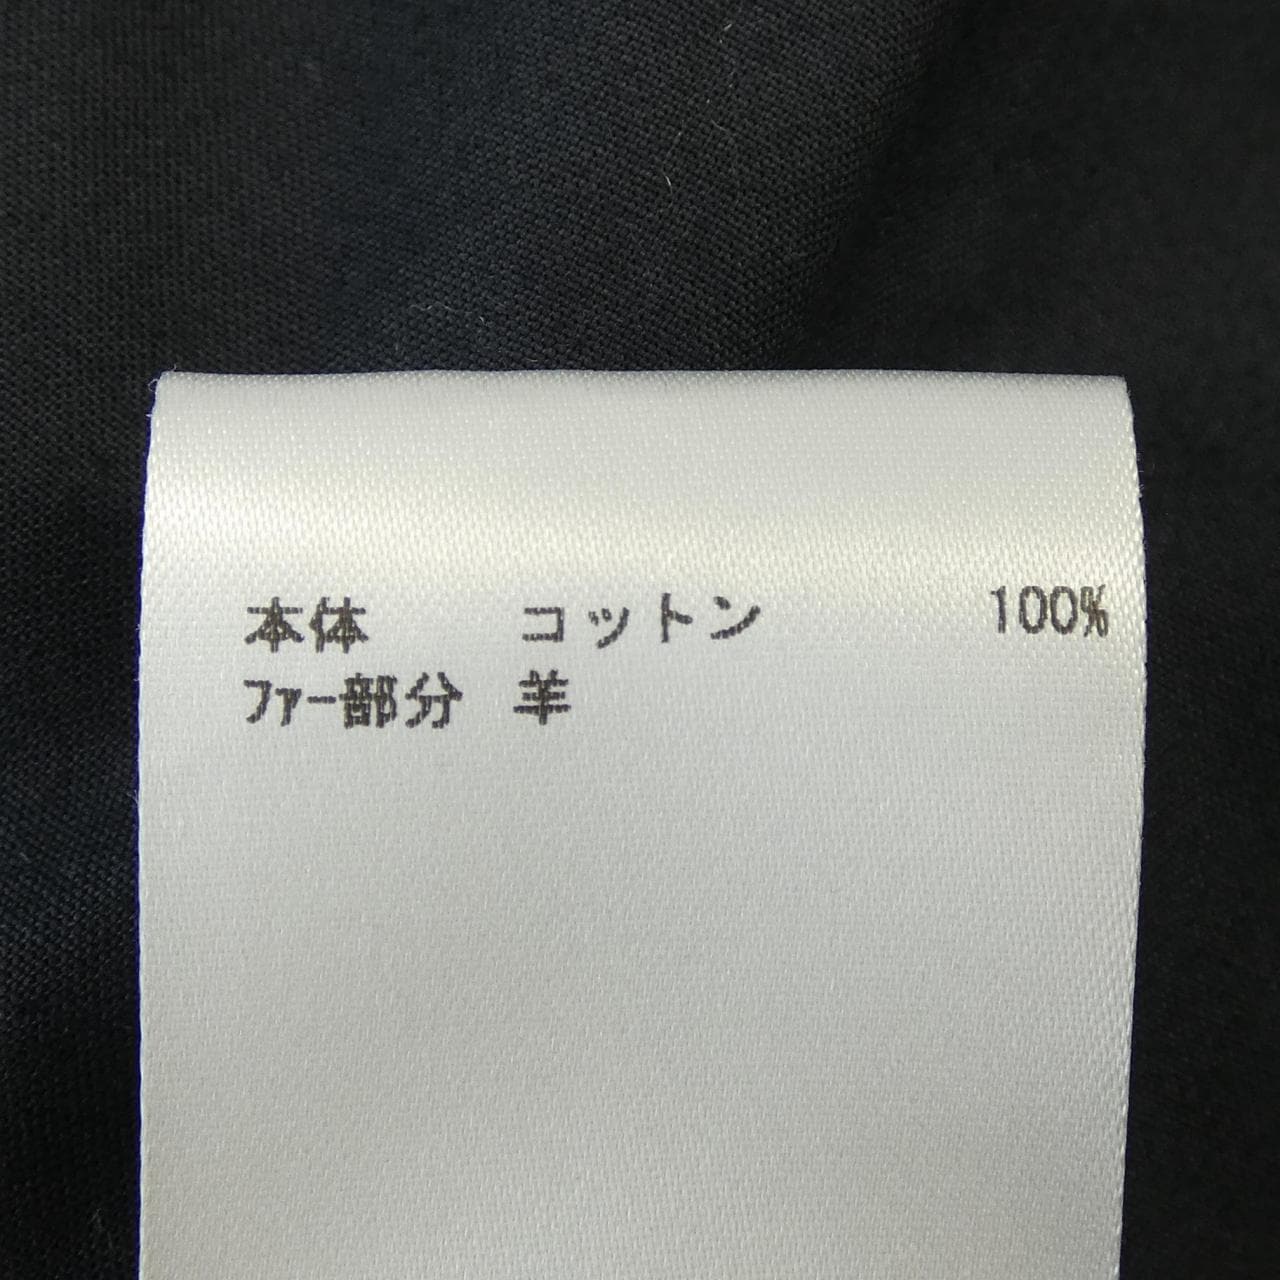 本体 コットン 100%
ﾌｧｰ部分 羊